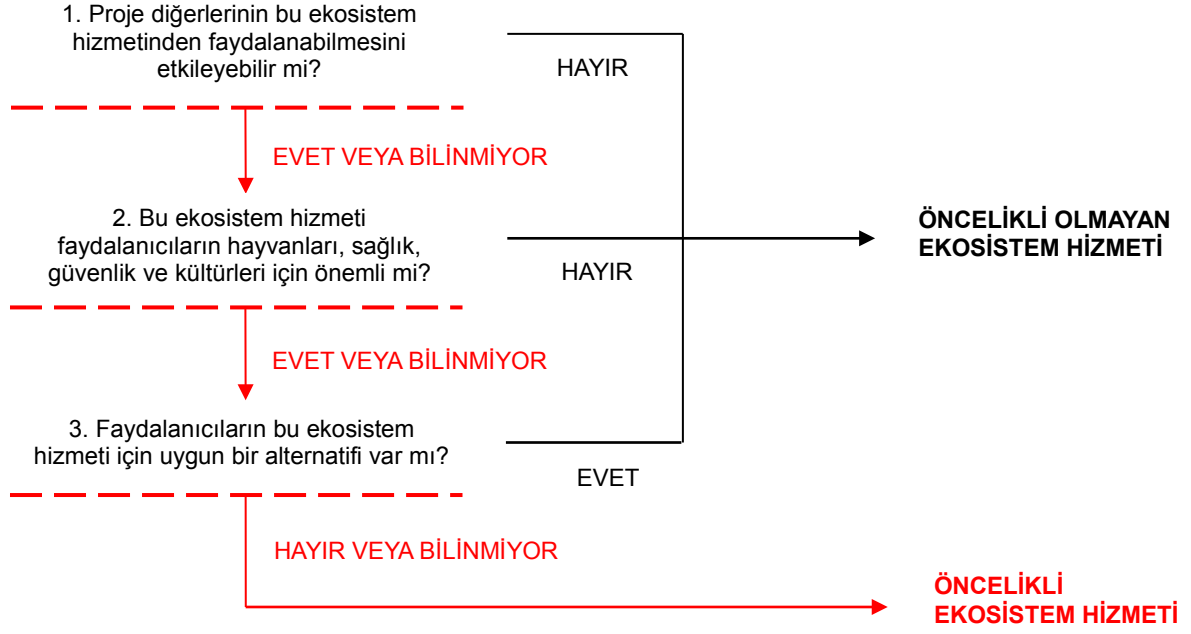 1. Proje diğerlerinin bu ekosistem
hizmetinden faydalanabilmesini
etkileyebilir mi?
HAYIR
EVET VEYA BİLİNMİYOR
2. Bu ekosistem hizmeti
faydalanıcıların hayvanları, sağlık,
güvenlik ve kültürleri için önemli mi?
HAYIR
ÖNCELİKLİ OLMAYAN
EKOSİSTEM HİZMETİ
EVET VEYA BİLİNMİYOR
3. Faydalanıcıların bu ekosistem
hizmeti için uygun bir alternatifi var mı?
EVET
HAYIR VEYA BİLİNMİYOR
ÖNCELİKLİ
EKOSİSTEM HİZMETİ